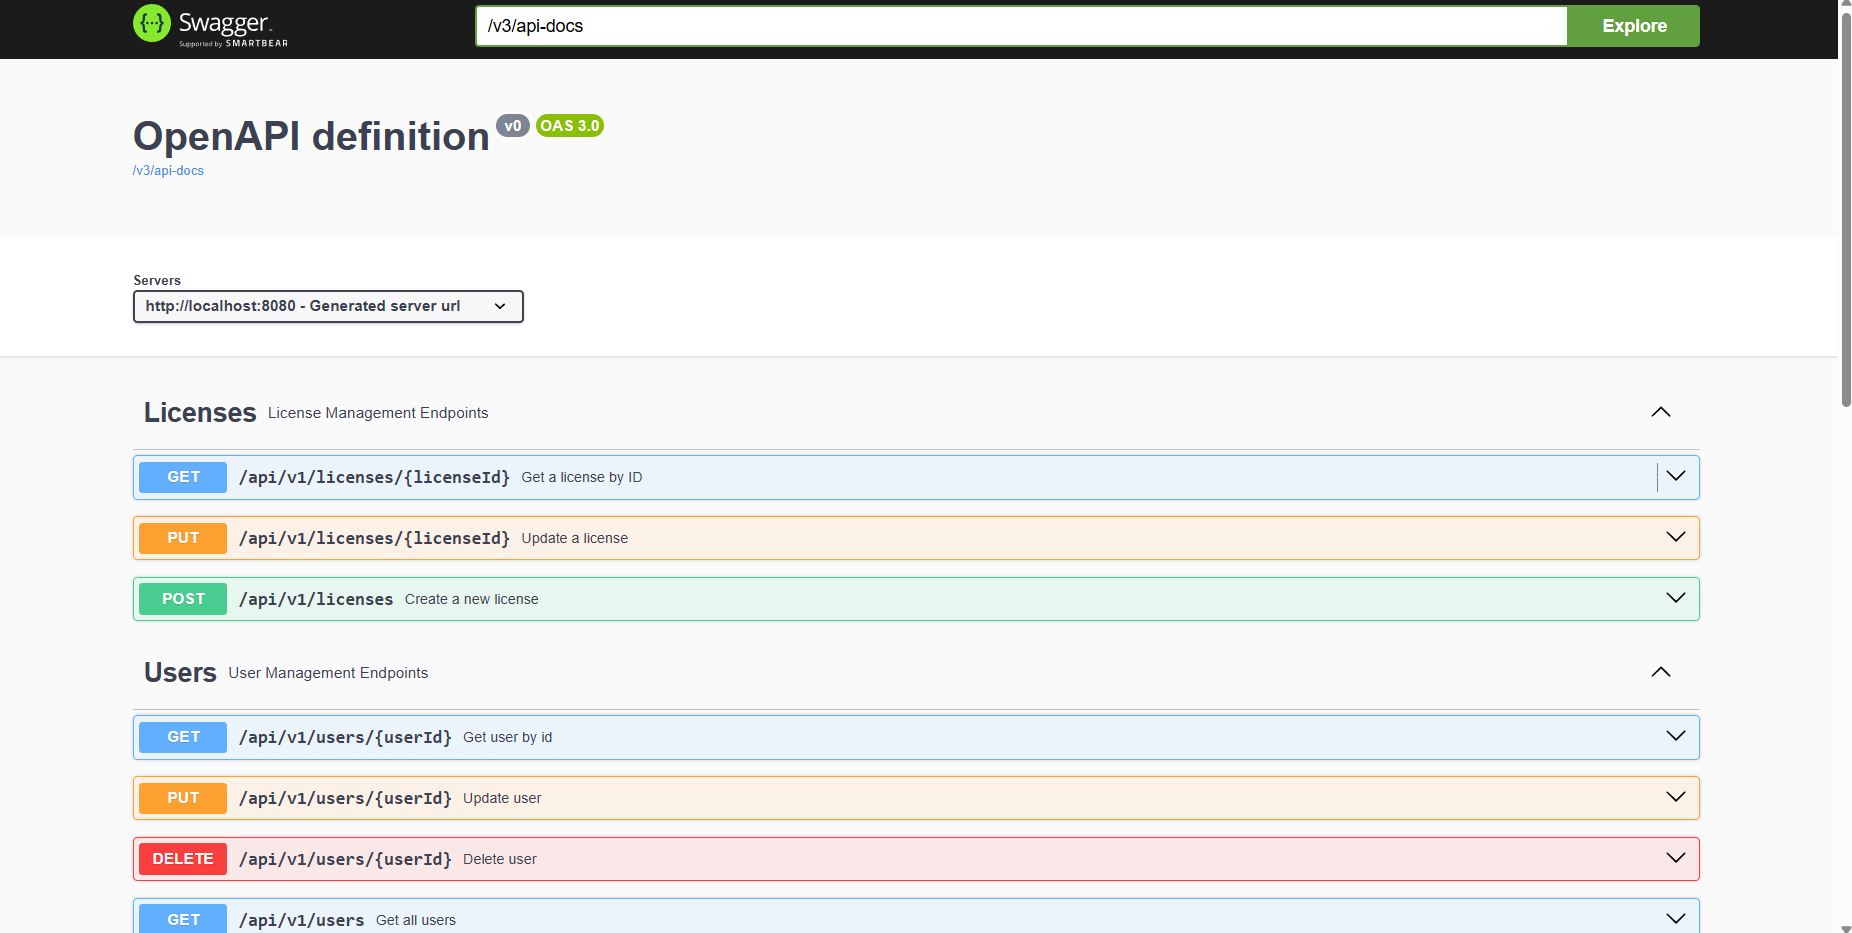 Swagger
Supported by SMARTBEAR
/v3/api-docs
Explore
OpenAPI definition v0 OAS 3.0
/v3/api-docs
Servers
http://localhost:8080 - Generated server url
Licenses License Management Endpoints
GET /api/v1/licenses/{licenseId} Get a license by ID
PUT /api/v1/licenses/{licenseId} Update a license
POST /api/v1/licenses Create a new license
Users User Management Endpoints
GET /api/v1/users/{userId} Get user by id
PUT /api/v1/users/{userId} Update user
DELETE /api/v1/users/{userId} Delete user
GET /api/v1/users Get all users